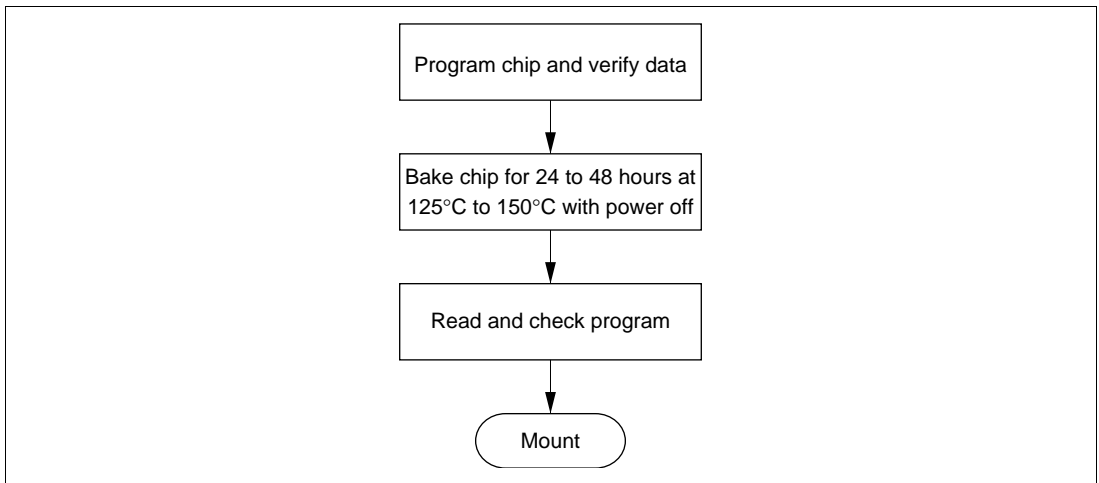 Program chip and verify data
Bake chip for 24 to 48 hours at
125°C to 150°C with power off
Read and check program
Mount